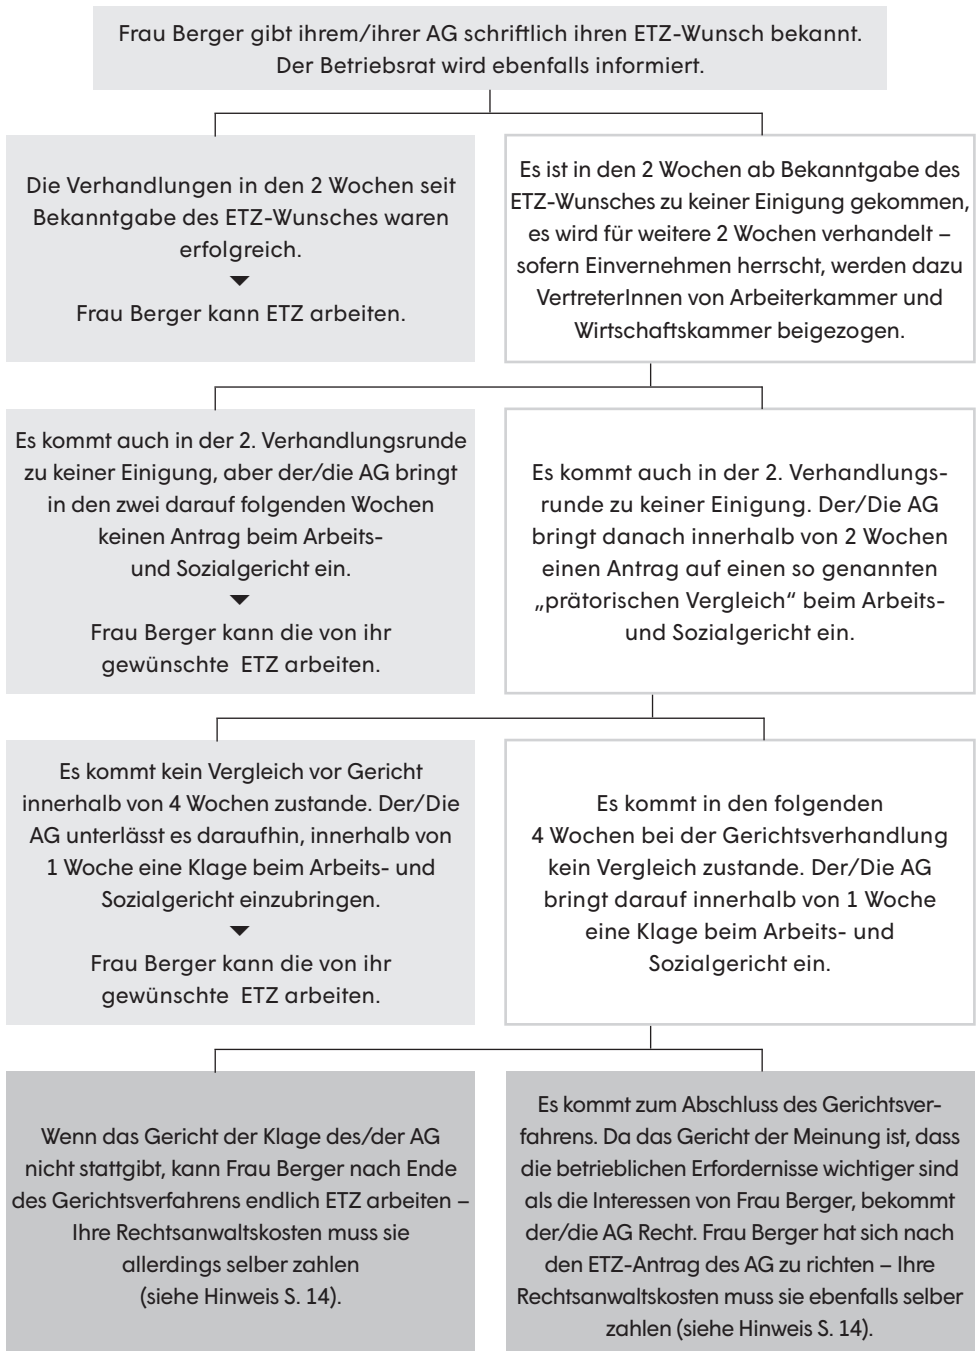 Frau Berger gibt ihrem/ihrer AG schriftlich ihren ETZ-Wunsch bekannt.
Der Betriebsrat wird ebenfalls informiert.
Die Verhandlungen in den 2 Wochen seit
Bekanntgabe des ETZ-Wunsches waren
erfolgreich.
Frau Berger kann ETZ arbeiten.
Es ist in den 2 Wochen ab Bekanntgabe des
ETZ-Wunsches zu keiner Einigung gekommen,
es wird für weitere 2 Wochen verhandelt –
sofern Einvernehmen herrscht, werden dazu
VertreterInnen von Arbeiterkammer und
Wirtschaftskammer beigezogen.
Es kommt auch in der 2. Verhandlungsrunde
zu keiner Einigung, aber der/die AG bringt
in den zwei darauf folgenden Wochen
keinen Antrag beim Arbeits-
und Sozialgericht ein.
Frau Berger kann die von ihr
gewünschte ETZ arbeiten.
Es kommt auch in der 2. Verhandlungs-
runde zu keiner Einigung. Der/Die AG
bringt danach innerhalb von 2 Wochen
einen Antrag auf einen so genannten
„prätorischen Vergleich“ beim Arbeits-
und Sozialgericht ein.
Es kommt kein Vergleich vor Gericht
innerhalb von 4 Wochen zustande. Der/Die
AG unterlässt es daraufhin, innerhalb von
1 Woche eine Klage beim Arbeits- und
Sozialgericht einzubringen.
Frau Berger kann die von ihr
gewünschte ETZ arbeiten.
Es kommt in den folgenden
4 Wochen bei der Gerichtsverhandlung
kein Vergleich zustande. Der/Die AG
bringt darauf innerhalb von 1 Woche
eine Klage beim Arbeits- und
Sozialgericht ein.
Wenn das Gericht der Klage des/der AG
nicht stattgibt, kann Frau Berger nach Ende
des Gerichtsverfahrens endlich ETZ arbeiten –
Ihre Rechtsanwaltskosten muss sie
allerdings selber zahlen
(siehe Hinweis S. 14).
Es kommt zum Abschluss des Gerichtsver-
fahrens. Da das Gericht der Meinung ist, dass
die betrieblichen Erfordernisse wichtiger sind
als die Interessen von Frau Berger, bekommt
der/die AG Recht. Frau Berger hat sich nach
den ETZ-Antrag des AG zu richten – Ihre
Rechtsanwaltskosten muss sie ebenfalls selber
zahlen (siehe Hinweis S. 14).